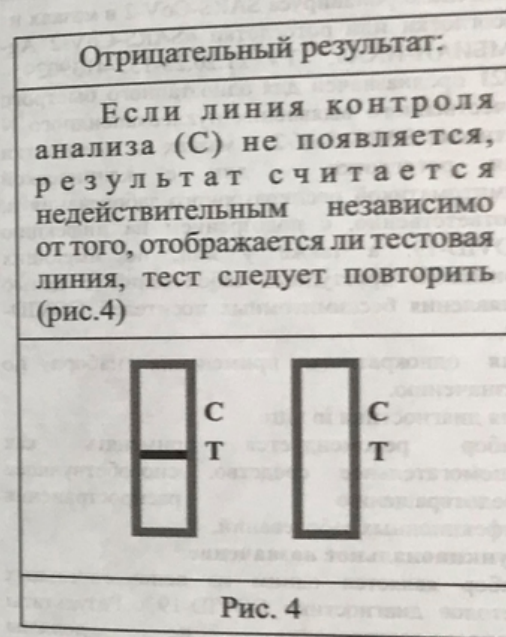 Отрицательный результат:
Если линия контроля
анализа (С) не появляется,
результат считается
недействительным независимо
от того, отображается ли тестовая
линия, тест следует повторить
(рис.4)
С
Т
С
Т
Рис. 4